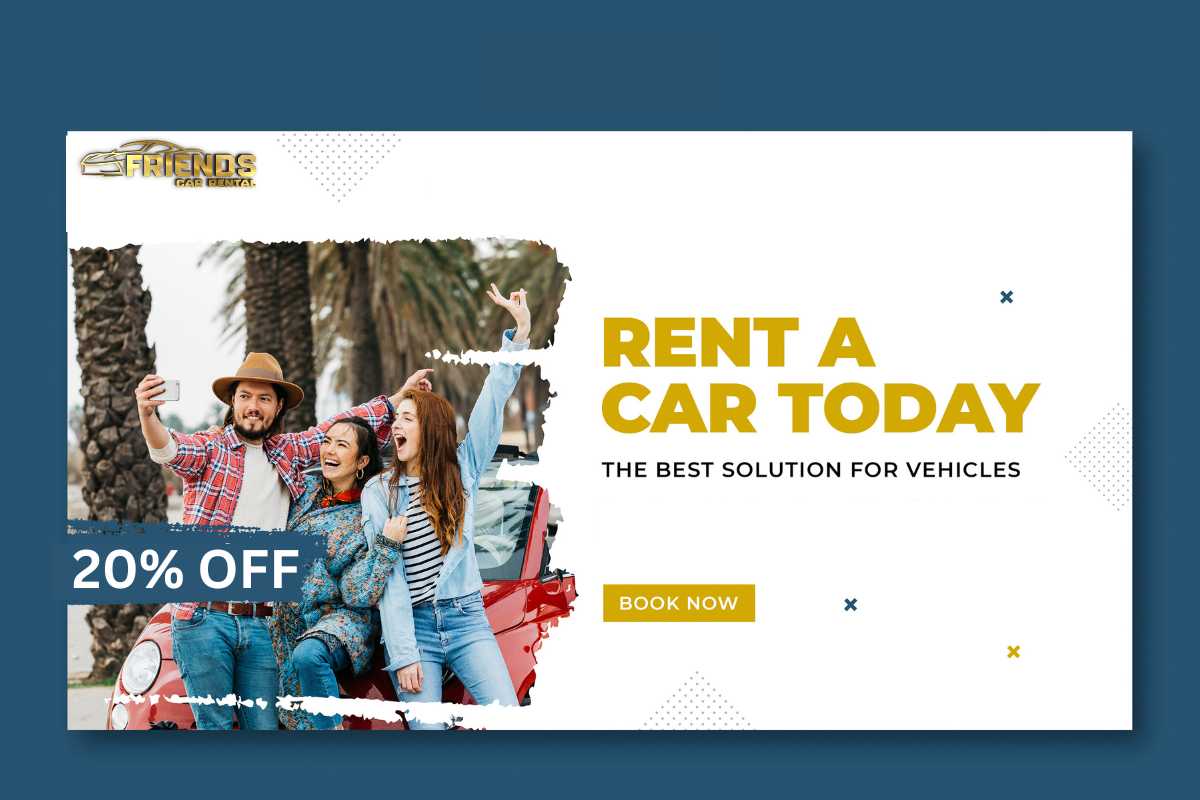 FRIENDS
CAR RENTAL
RENT A
CAR TODAY
THE BEST SOLUTION FOR VEHICLES
20% OFF
BOOK NOW